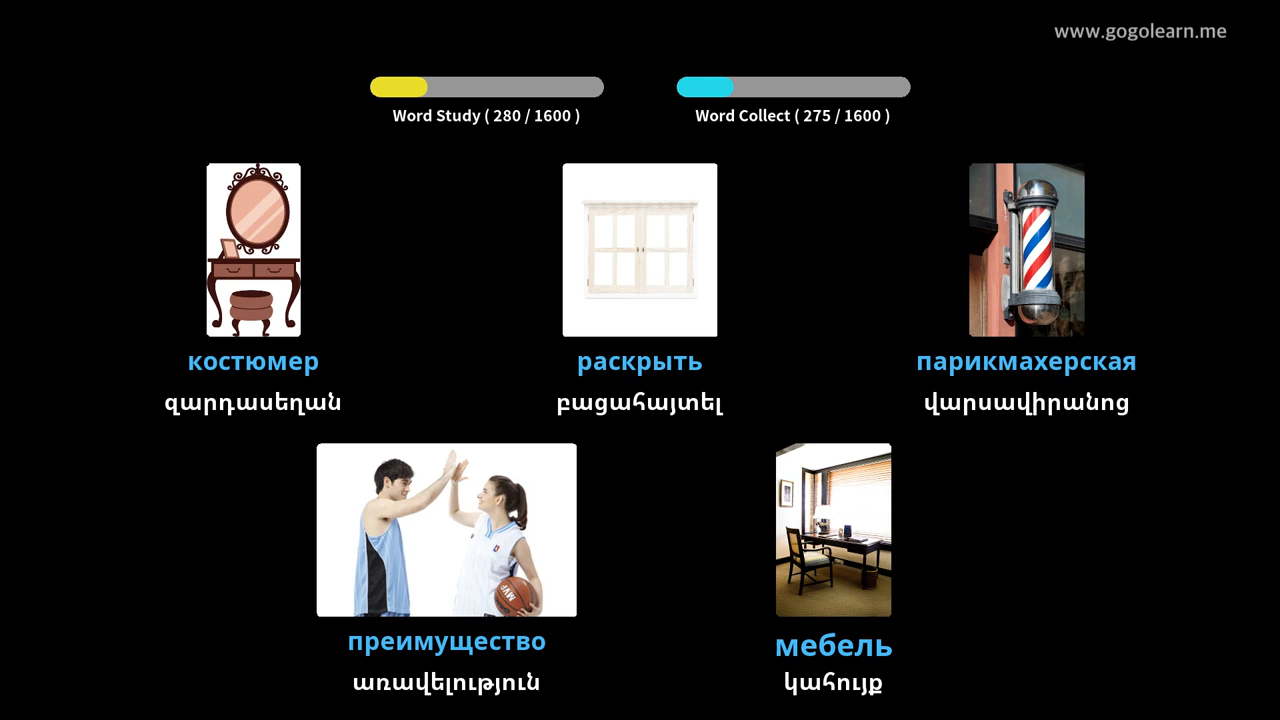 www.gogolearn.me
Word Study ( 280 / 1600 )
Word Collect ( 275 / 1600 )
костюмер
раскрыть
парикмахерская
զարդասեղան
բացահայտել
վարսավիրանոց
преимущество
мебель
առավելություն
կահույք